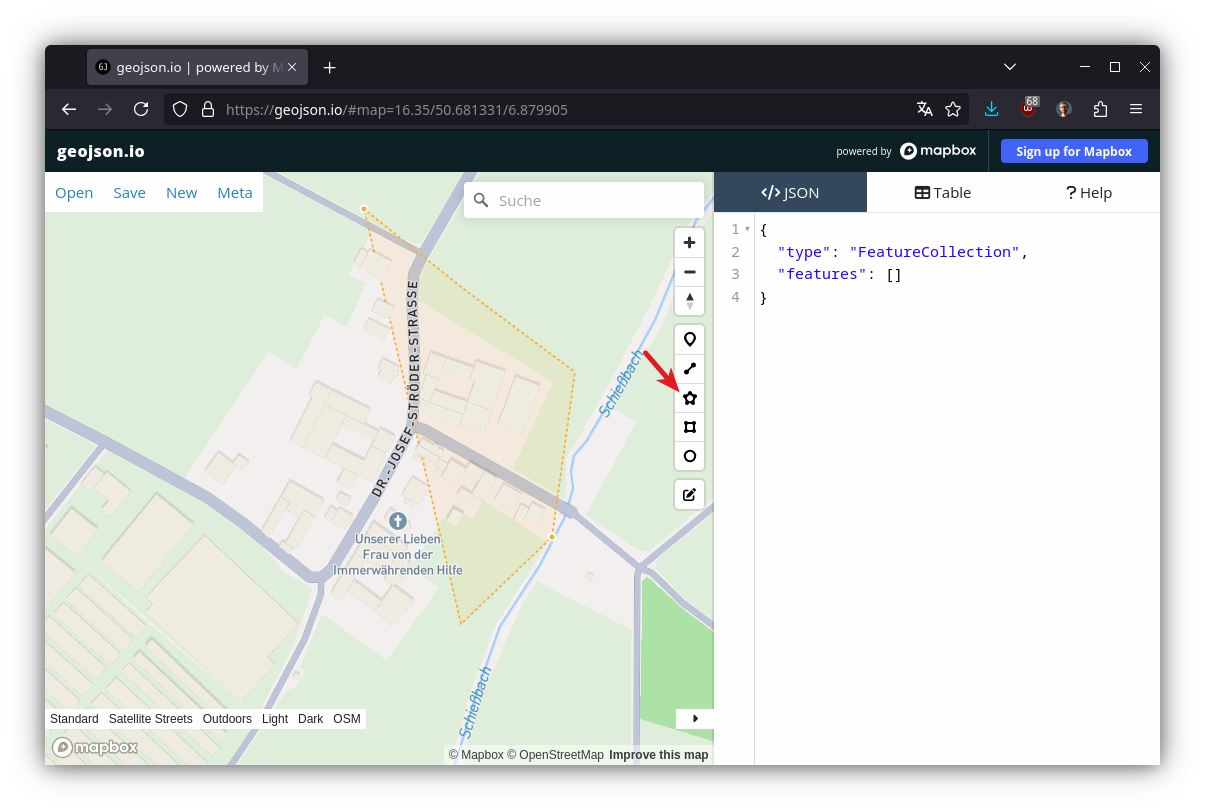 geojson.io | powered by M
https://geojson.io/#map=16.35/50.681331/6.879905
68
geojson.io
powered by mapbox
Sign up for Mapbox
Open Save New Meta
Suche
JSON Table ? Help
1 {
2 "type": "FeatureCollection",
3 "features": []
4 }
DR.-JOSEF-STRÖDER-STRASSE
Schießbach
Unserer Lieben
Frau von der
Immerwährenden Hilfe
Schießbach
Standard Satellite Streets Outdoors Light Dark OSM
mapbox
© Mapbox © OpenStreetMap Improve this map